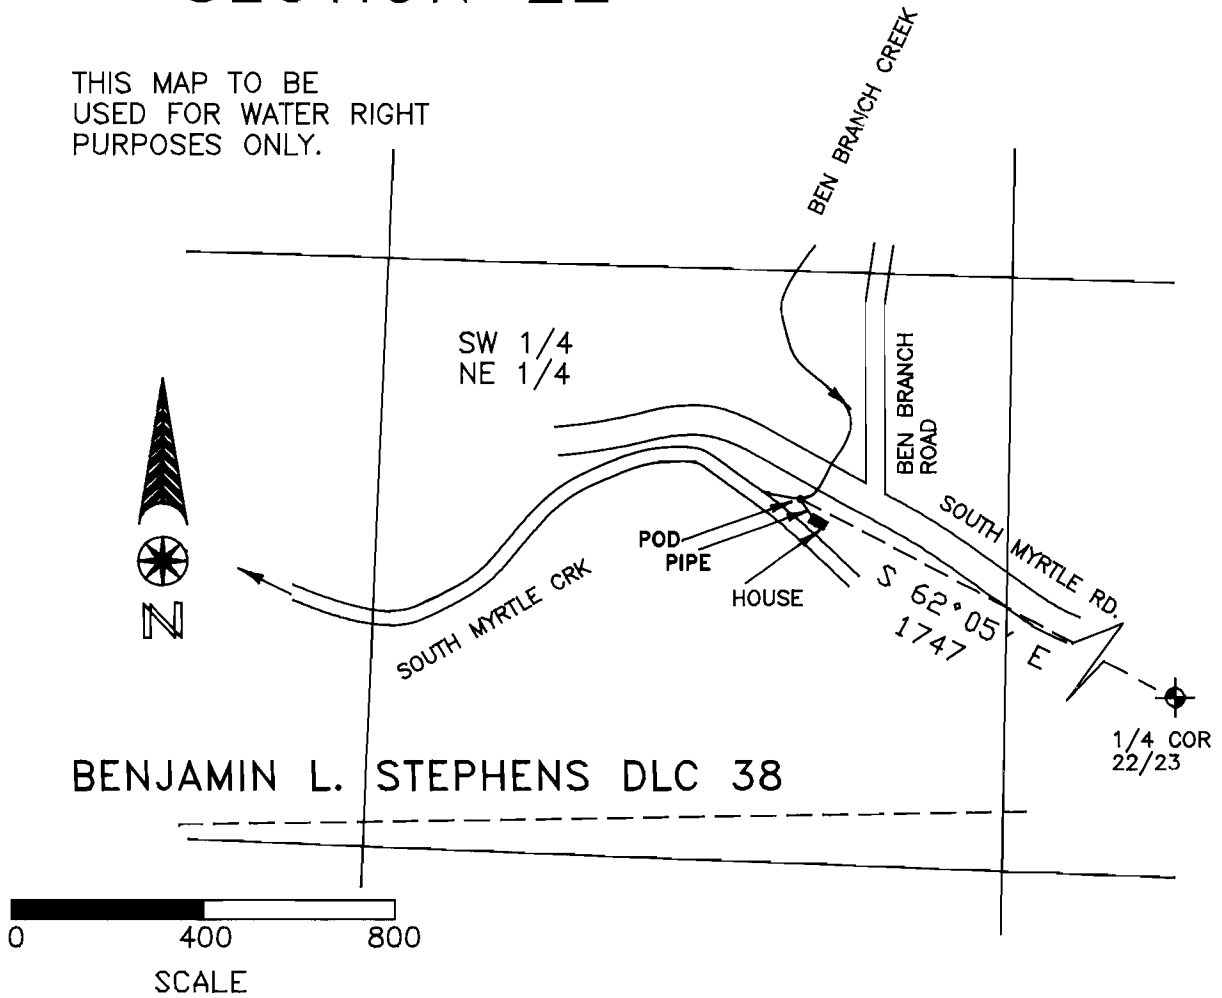 THIS MAP TO BE
USED FOR WATER RIGHT
PURPOSES ONLY.
BEN BRANCH CREEK
SW 1/4
NE 1/4
BEN BRANCH
ROAD
SOUTH MYRTLE RD.
POD
PIPE
HOUSE
S 62°05' E
1747
SOUTH MYRTLE CRK
N
1/4 COR
22/23
BENJAMIN L. STEPHENS DLC 38
0 400 800
SCALE